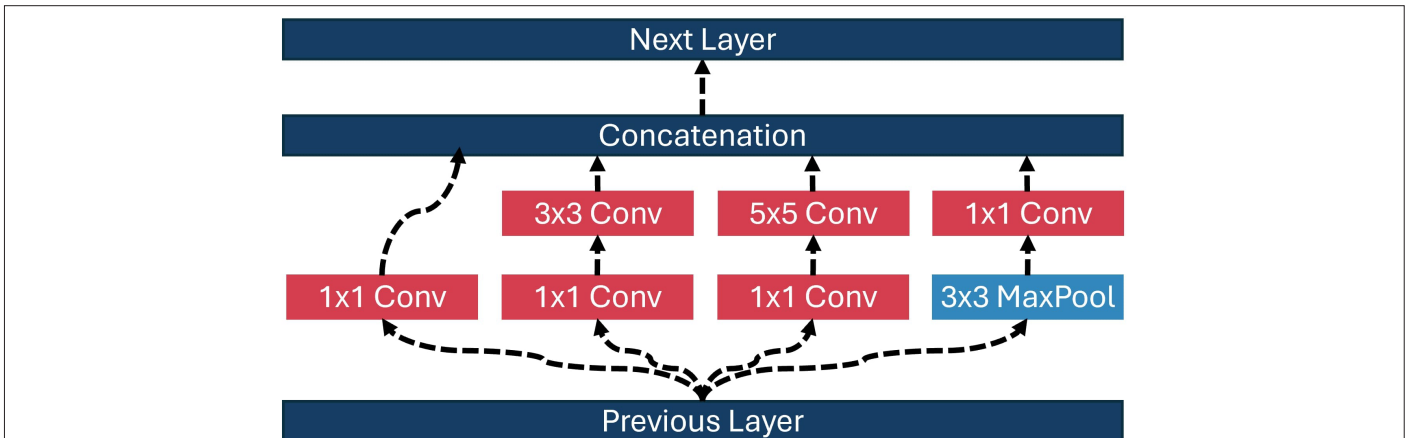 Next Layer
Concatenation
3x3 Conv
5x5 Conv
1x1 Conv
1x1 Conv
1x1 Conv
1x1 Conv
3x3 MaxPool
Previous Layer